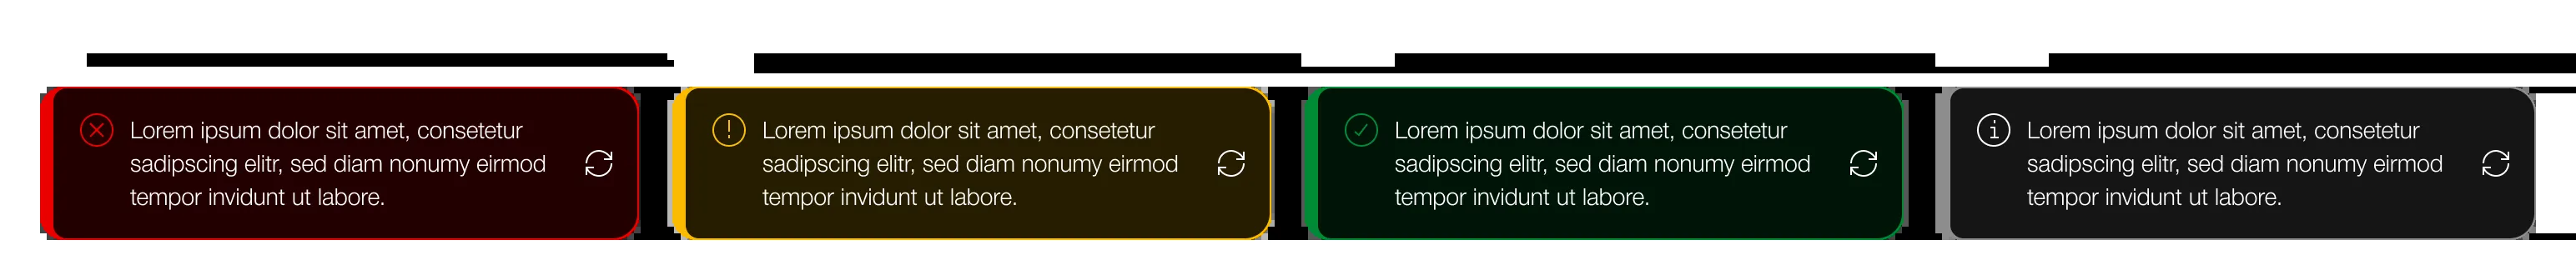 Lorem ipsum dolor sit amet, consetetur
sadipscing elitr, sed diam nonumy eirmod
tempor invidunt ut labore.
Lorem ipsum dolor sit amet, consetetur
sadipscing elitr, sed diam nonumy eirmod
tempor invidunt ut labore.
Lorem ipsum dolor sit amet, consetetur
sadipscing elitr, sed diam nonumy eirmod
tempor invidunt ut labore.
Lorem ipsum dolor sit amet, consetetur
sadipscing elitr, sed diam nonumy eirmod
tempor invidunt ut labore.